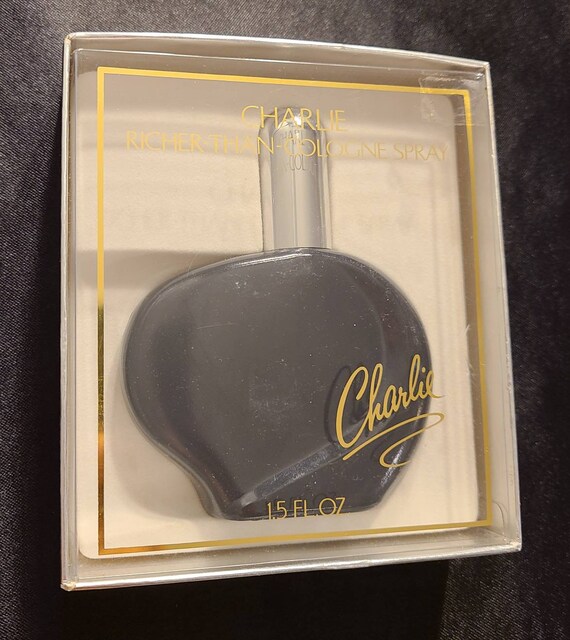 CHARLIE
RICHER-THAN-COLOGNE SPRAY
Charlie
1.5 FL. OZ